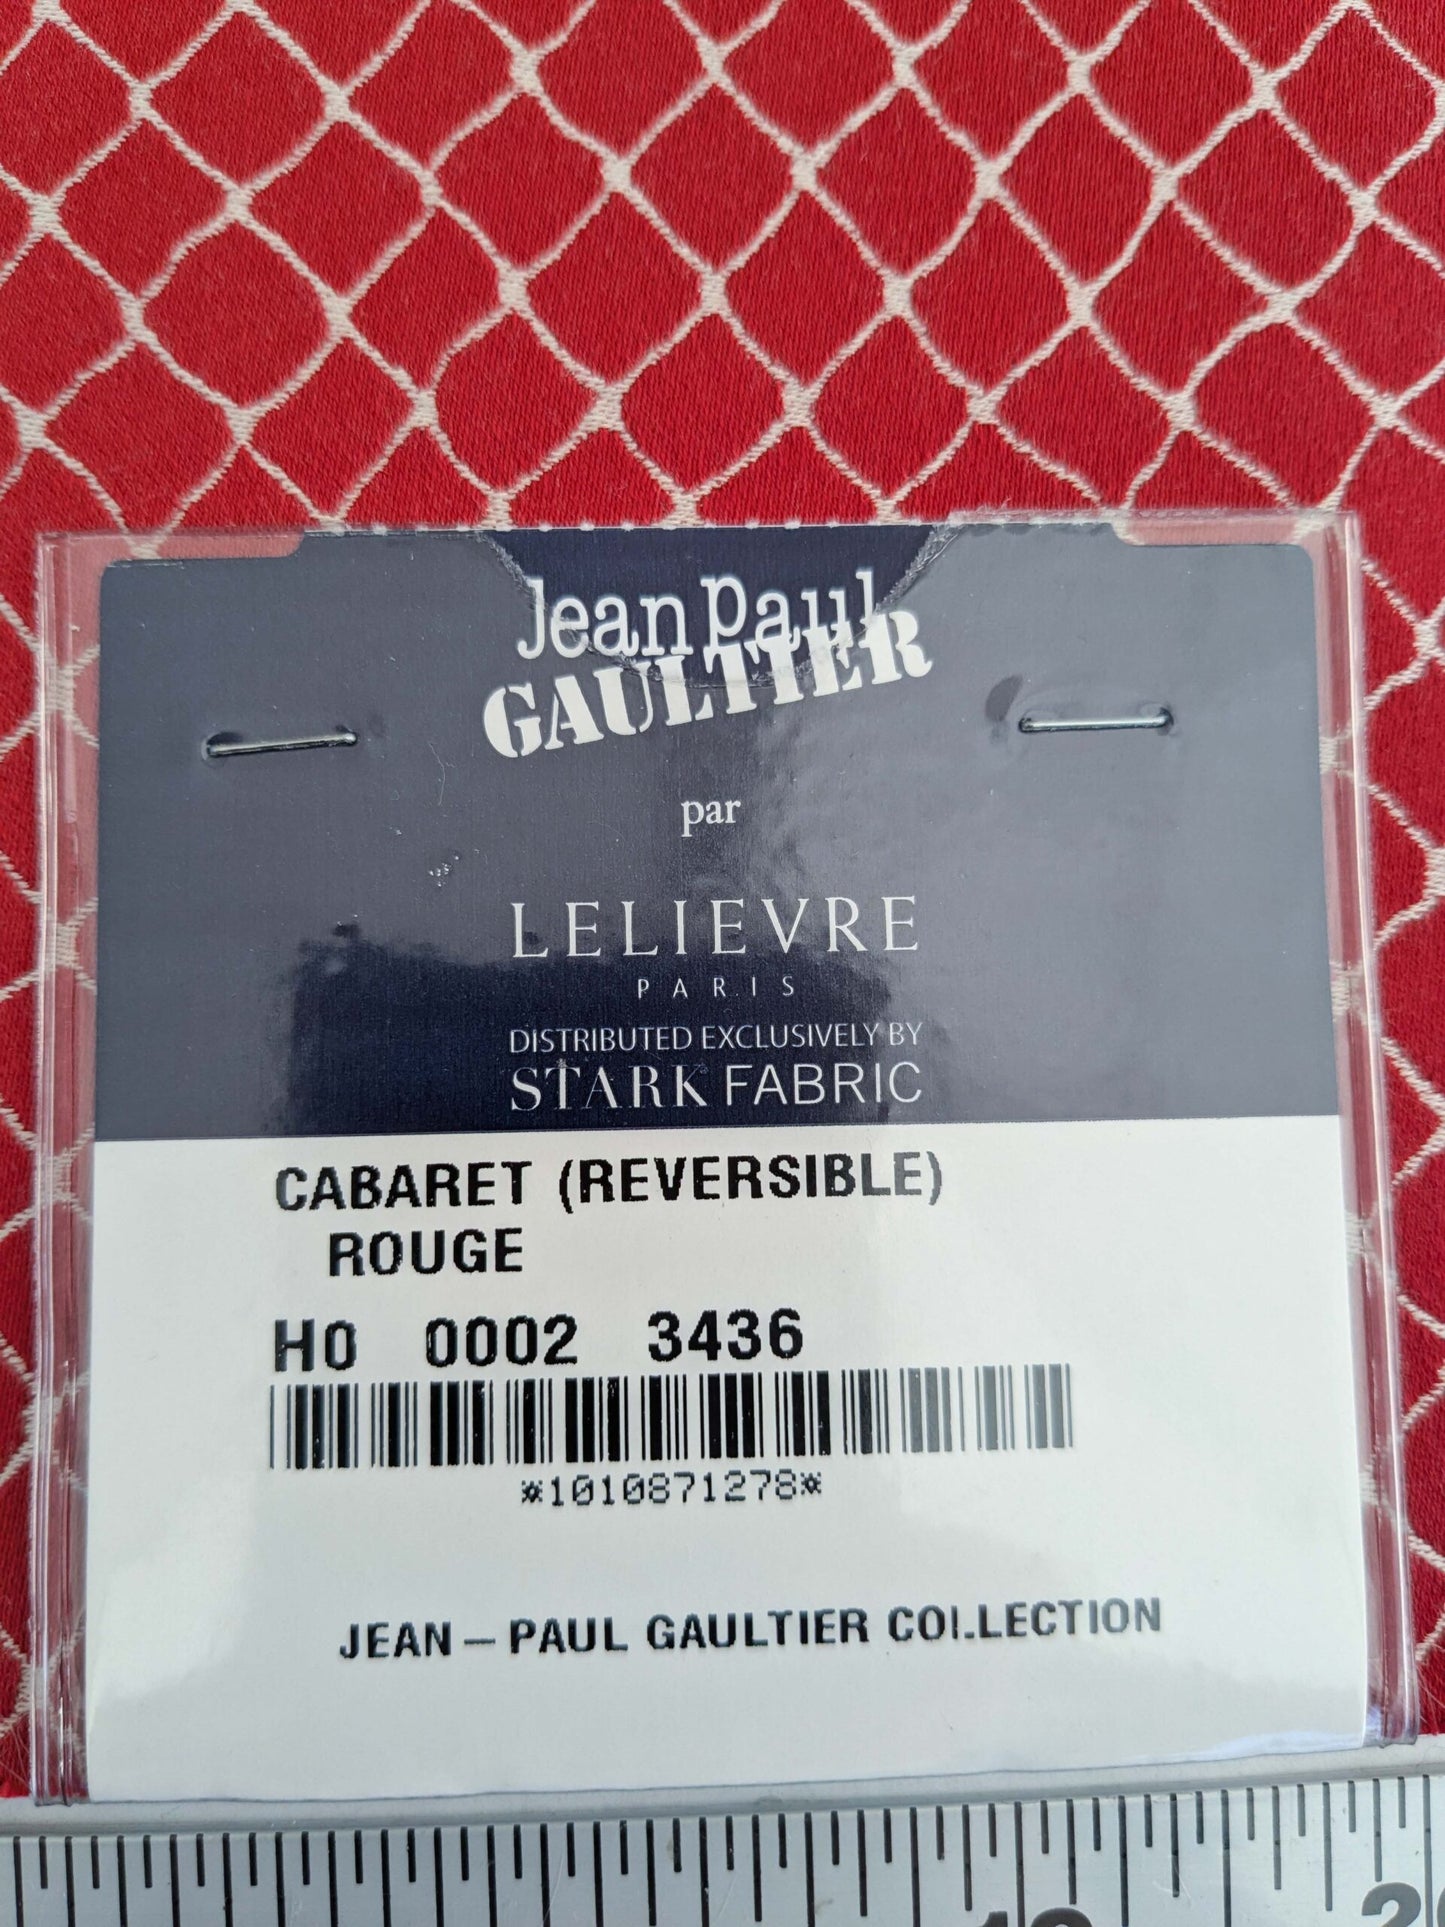 Jean Paul
GAULTIER
par
LELIEVRE
PARIS
DISTRIBUTED EXCLUSIVELY BY
STARK FABRIC
CABARET (REVERSIBLE)
ROUGE
H0 0002 3436
*1010871278*
JEAN-PAUL GAULTIER COLLECTION